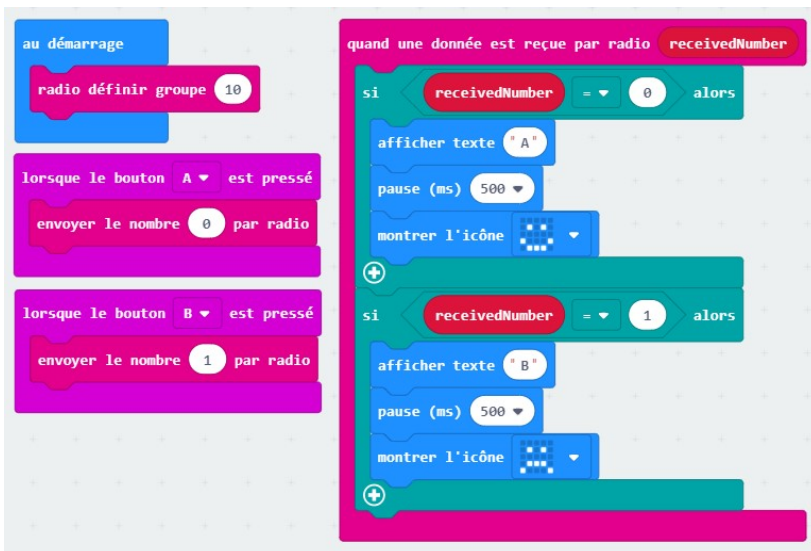 au démarrage
radio définir groupe 10
lorsque le bouton A est pressé
envoyer le nombre 0 par radio
lorsque le bouton B est pressé
envoyer le nombre 1 par radio
quand une donnée est reçue par radio receivedNumber
si receivedNumber = 0 alors
afficher texte "A"
pause (ms) 500
montrer l'icône
si receivedNumber = 1 alors
afficher texte "B"
pause (ms) 500
montrer l'icône